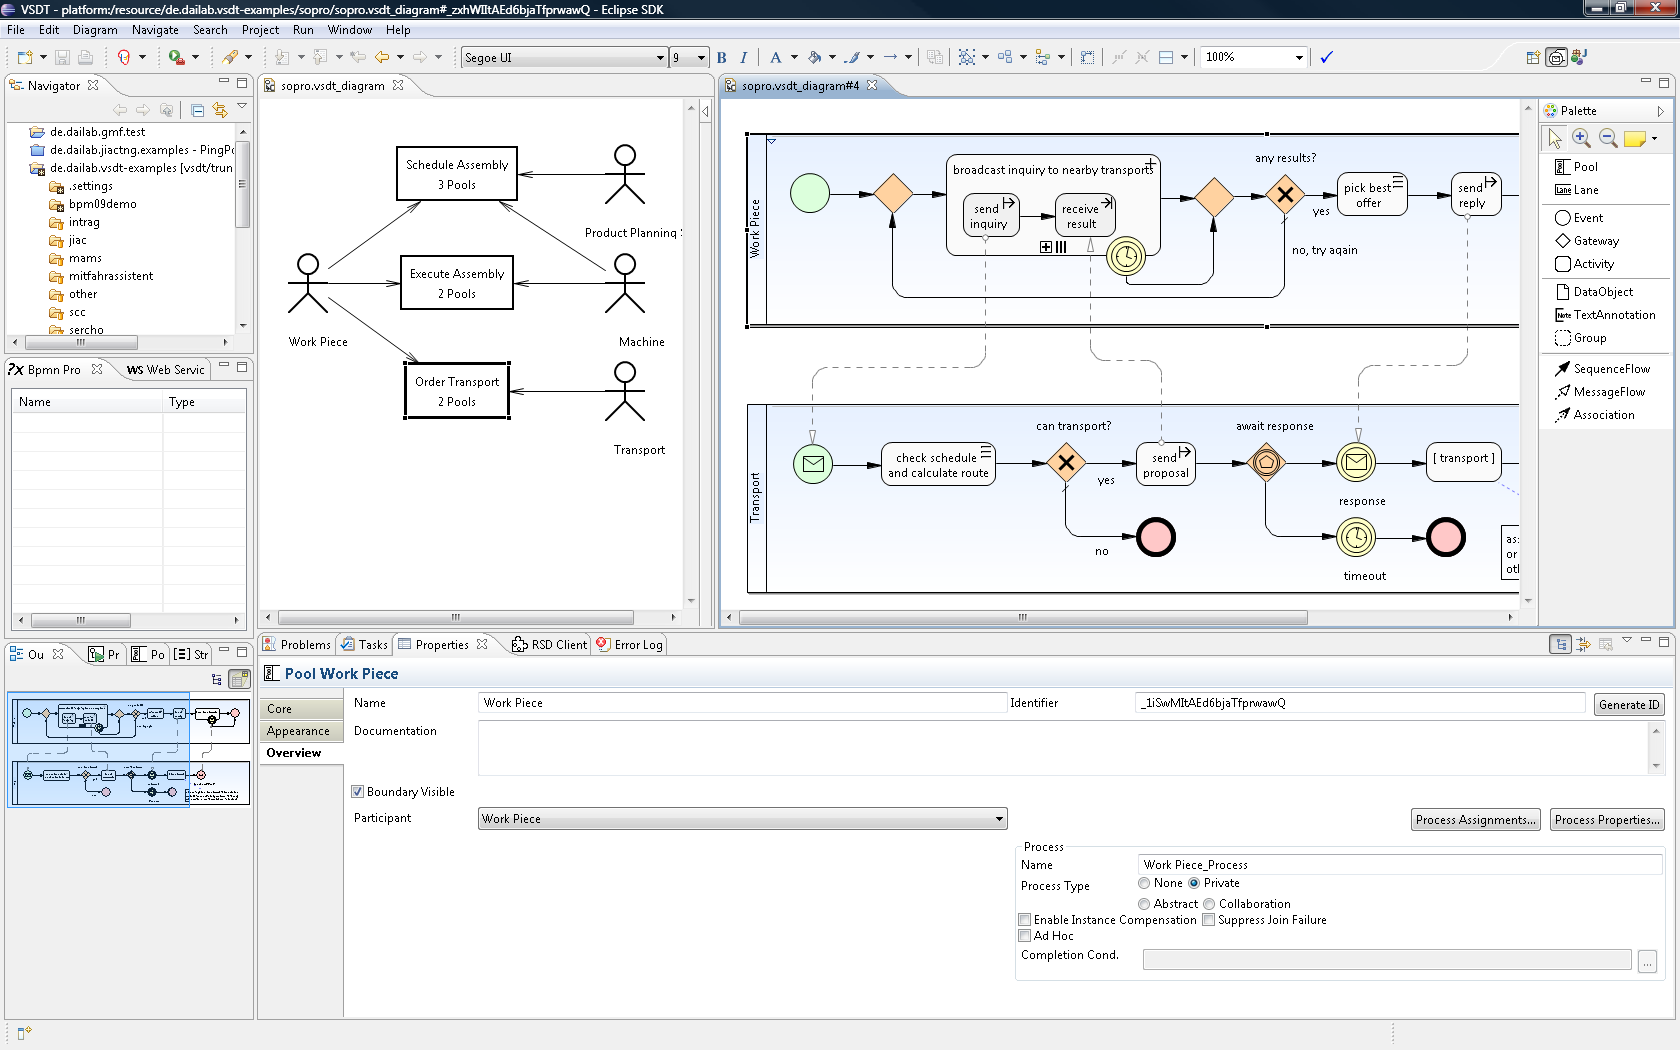 VSDT - platform:/resource/de.dailab.vsdt-examples/sopro/sopro.vsdt_diagram#_zxhWIItAEd6bjaTfprwawQ - Eclipse SDK
File Edit Diagram Navigate Search Project Run Window Help
Segoe UI 9 B I A 100%
Navigator
de.dailab.gmf.test
de.dailab.jiactng.examples - PingPo
de.dailab.vsdt-examples [vsdt/trun
.settings
bpm09demo
intrag
jiac
mams
mitfahrassistent
other
scc
sercho
?x Bpmn Pro
WS Web Servic
Name Type
Ou Pr Po Str
sopro.vsdt_diagram
Schedule Assembly
3 Pools
Product Planning
Execute Assembly
2 Pools
Work Piece
Machine
Order Transport
2 Pools
Transport
sopro.vsdt_diagram#4
Work Piece
broadcast inquiry to nearby transports
send
inquiry
receive
result
any results?
yes
no, try again
pick best
offer
send
reply
Transport
check schedule
and calculate route
can transport?
yes
no
send
proposal
await response
response
timeout
[ transport ]
as:
or
otl
Palette
Pool
Lane Lane
Event
Gateway
Activity
DataObject
Note TextAnnotation
Group
SequenceFlow
MessageFlow
Association
Problems Tasks Properties RSD Client Error Log
Pool Work Piece
Core
Appearance
Overview
Name Work Piece Identifier _1iSwMItAEd6bjaTfprwawQ Generate ID
Documentation
Boundary Visible
Participant Work Piece Process Assignments... Process Properties...
Process
Name Work Piece_Process
Process Type None Private
Abstract Collaboration
Enable Instance Compensation Suppress Join Failure
Ad Hoc
Completion Cond. ...